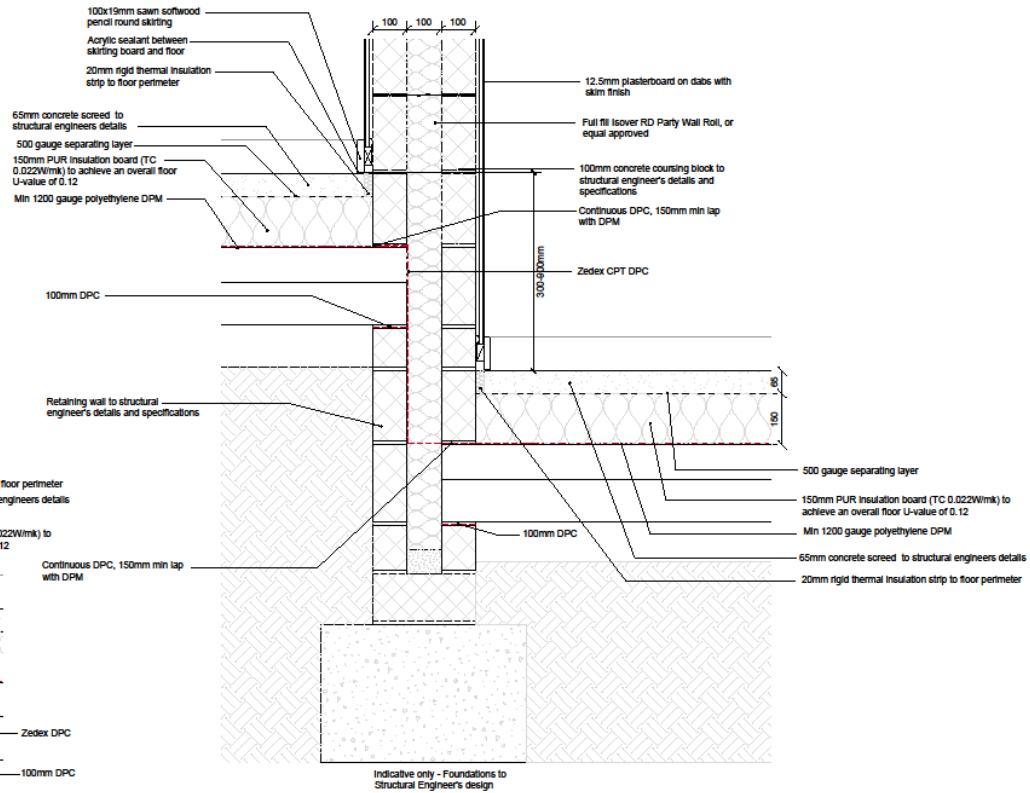 100x19mm sawn softwood
pencil round skirting
Acrylic sealant between
skirting board and floor
20mm rigid thermal insulation
strip to floor perimeter
65mm concrete screed to
structural engineers details
500 gauge separating layer
150mm PUR insulation board (TC
0.022W/mk) to achieve an overall floor
U-value of 0.12
Min 1200 gauge polyethylene DPM
100mm DPC
Retaining wall to structural
engineer's details and specifications
floor perimeter
engineers details
022W/mk) to
12
Continuous DPC, 150mm min lap
with DPM
Zedex DPC
100mm DPC
100
100
100
12.5mm plasterboard on dabs with
skim finish
Full fill Isover RD Party Wall Roll, or
equal approved
100mm concrete coursing block to
structural engineer's details and
specifications
Continuous DPC, 150mm min lap
with DPM
300-900mm
Zedex CPT DPC
65
150
500 gauge separating layer
150mm PUR insulation board (TC 0.022W/mk) to
achieve an overall floor U-value of 0.12
Min 1200 gauge polyethylene DPM
100mm DPC
65mm concrete screed to structural engineers details
20mm rigid thermal insulation strip to floor perimeter
Indicative only - Foundations to
Structural Engineer's design